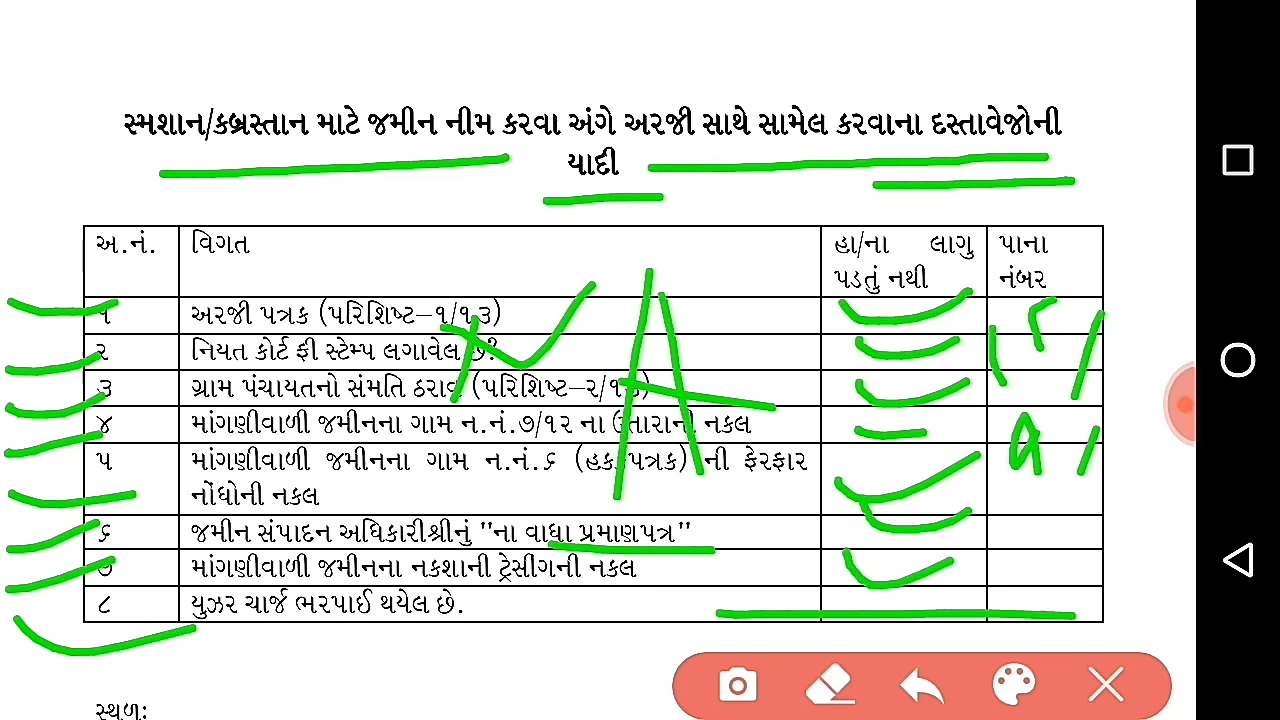 સ્મશાન/કબ્રસ્તાન માટે જમીન નીમ કરવા અંગે અરજી સાથે સામેલ કરવાના દસ્તાવેજોની
યાદી
અ.નં. વિગત હા/ના લાગુ પડતું નથી પાના નંબર
૧ અરજી પત્રક (પરિશિષ્ટ–૧/૧૩)
૨ નિયત કોર્ટ ફી સ્ટેમ્પ લગાવેલ છે?
૩ ગ્રામ પંચાયતનો સંમતિ ઠરાવ (પરિશિષ્ટ–૨/૧૩)
૪ માંગણીવાળી જમીનના ગામ ન.નં.૭/૧૨ ના ઉતારાની નકલ
૫ માંગણીવાળી જમીનના ગામ ન.નં.૬ (હકકપત્રક) ની ફેરફાર
નોંધોની નકલ
૬ જમીન સંપાદન અધિકારીશ્રીનું "ના વાધા પ્રમાણપત્ર"
૭ માંગણીવાળી જમીનના નકશાની ટ્રેસીંગની નકલ
૮ યુઝર ચાર્જ ભરપાઈ થયેલ છે.
સ્થળ: